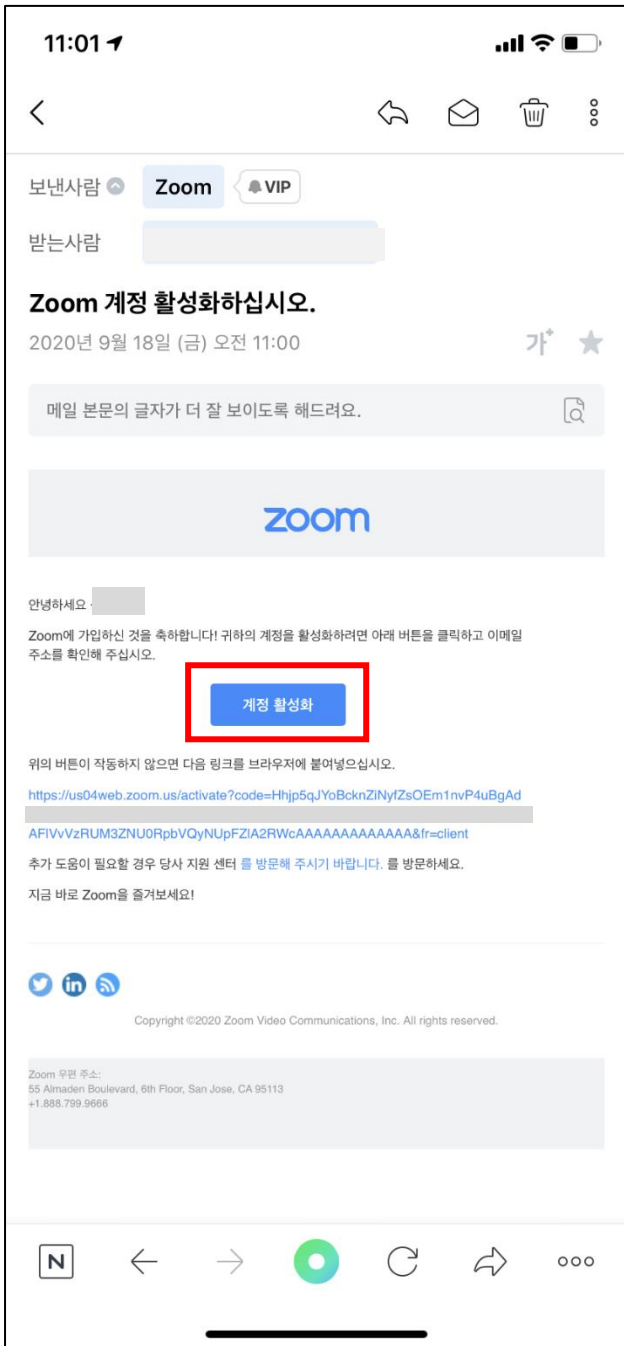 11:01
보낸사람 Zoom VIP
받는사람
Zoom 계정 활성화하십시오.
2020년 9월 18일 (금) 오전 11:00 가+
메일 본문의 글자가 더 잘 보이도록 해드려요.
zoom
안녕하세요
Zoom에 가입하신 것을 축하합니다! 귀하의 계정을 활성화하려면 아래 버튼을 클릭하고 이메일
주소를 확인해 주십시오.
계정 활성화
위의 버튼이 작동하지 않으면 다음 링크를 브라우저에 붙여넣으십시오.
https://us04web.zoom.us/activate?code=Hhjp5qJYoBcknZiNyfZsOEm1nvP4uBgAd
AFlVvVzRUM3ZNU0RpbVQyNUpFZlA2RWcAAAAAAAAAAAAA&fr=client
추가 도움이 필요할 경우 당사 지원 센터 를 방문해 주시기 바랍니다. 를 방문하세요.
지금 바로 Zoom을 즐겨보세요!
in
Copyright ©2020 Zoom Video Communications, Inc. All rights reserved.
Zoom 우편 주소:
55 Almaden Boulevard, 6th Floor, San Jose, CA 95113
+1.888.799.9666
N